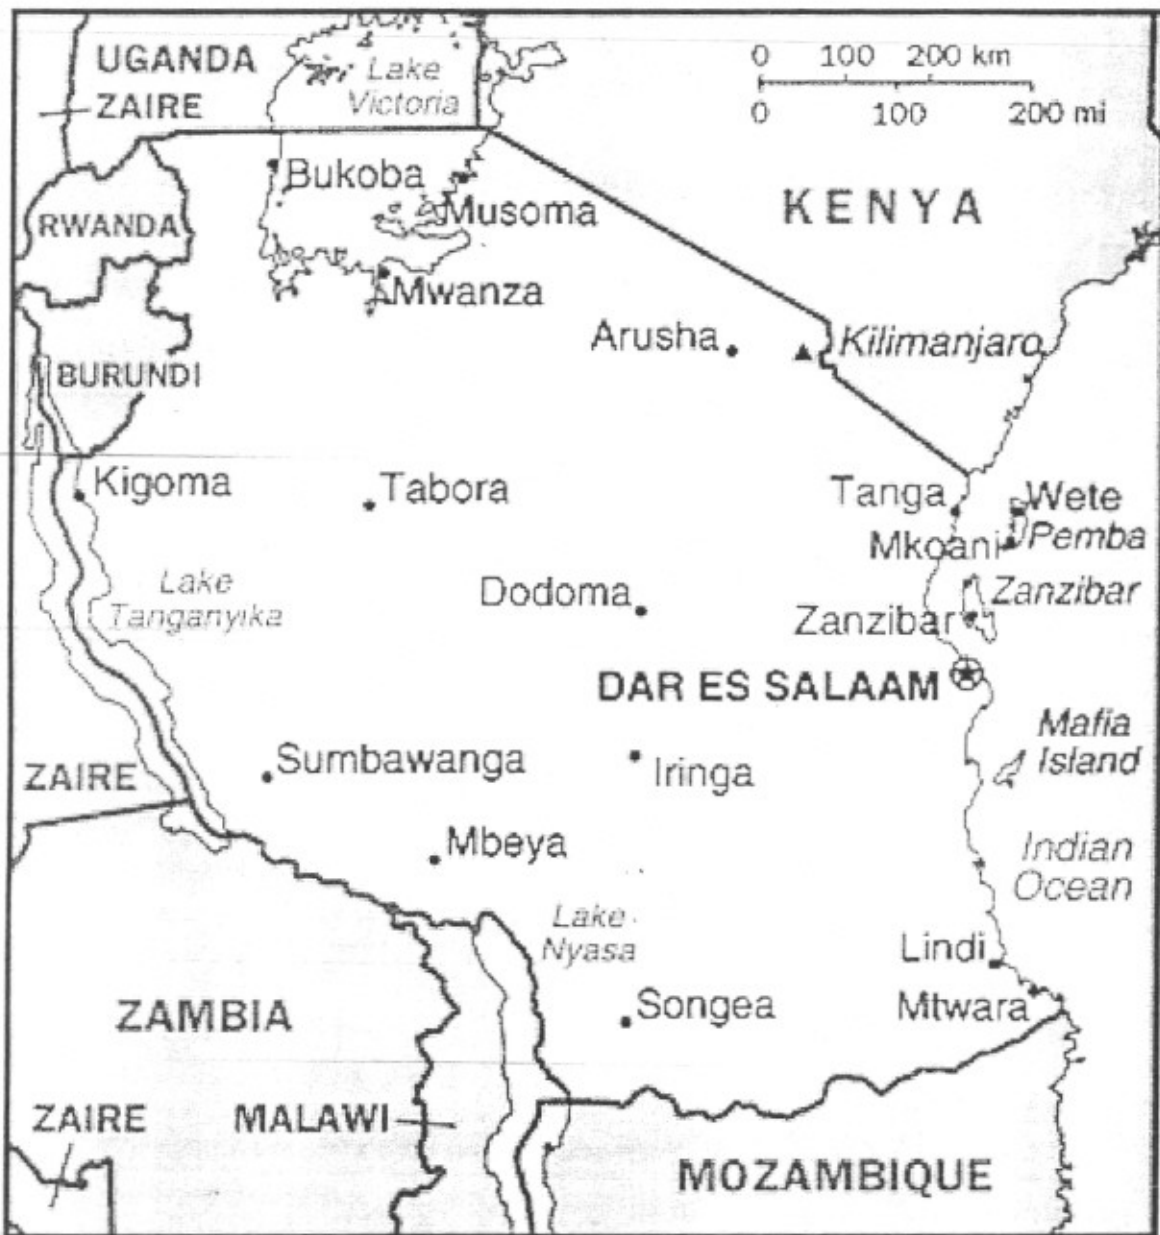 UGANDA
ZAIRE
Lake
Victoria
0 100 200 km
0 100 200 mi
Bukoba
Musoma
KENYA
RWANDA
Mwanza
Arusha
Kilimanjaro
BURUNDI
Kigoma
Tabora
Tanga
Wete
Mkoani
Pemba
Lake
Tanganyika
Dodoma
Zanzibar
Zanzibar
DAR ES SALAAM
Mafia
Island
ZAIRE
Sumbawanga
Iringa
Mbeya
Indian
Ocean
Lake
Nyasa
Lindi
ZAMBIA
Songea
Mtwara
ZAIRE
MALAWI
MOZAMBIQUE